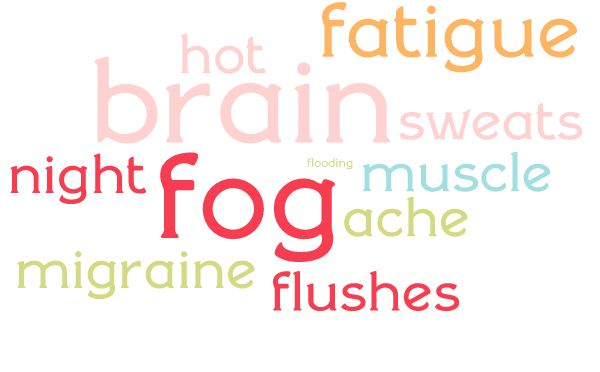 fatigue
hot
brain
sweats
night
fog
flooding
muscle
ache
migraine
flushes